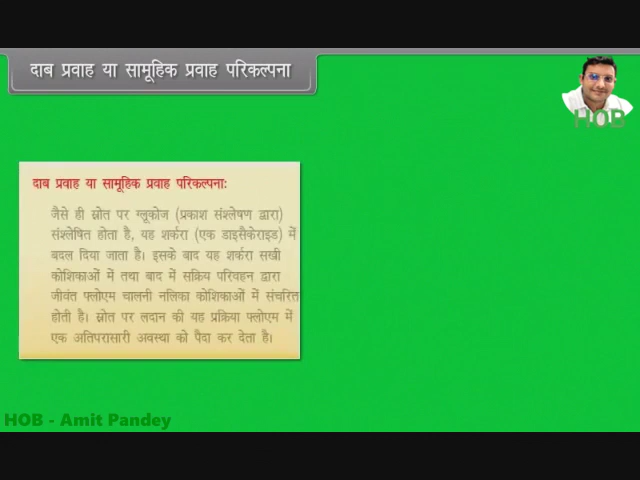 दाब प्रवाह या सामूहिक प्रवाह परिकल्पना
HOB
दाब प्रवाह या सामूहिक प्रवाह परिकल्पना:
जैसे ही स्रोत पर ग्लूकोज (प्रकाश संश्लेषण द्वारा)
संश्लेषित होता है, यह शर्करा (एक डाइसैकेराइड) में
बदल दिया जाता है। इसके बाद यह शर्करा सखी
कोशिकाओं में तथा बाद में सक्रिय परिवहन द्वारा
जीवंत फ्लोएम चालनी नलिका कोशिकाओं में संचरित
होती है। स्रोत पर लदान की यह प्रक्रिया फ्लोएम में
एक अतिपरासारी अवस्था को पैदा कर देता है।
HOB - Amit Pandey